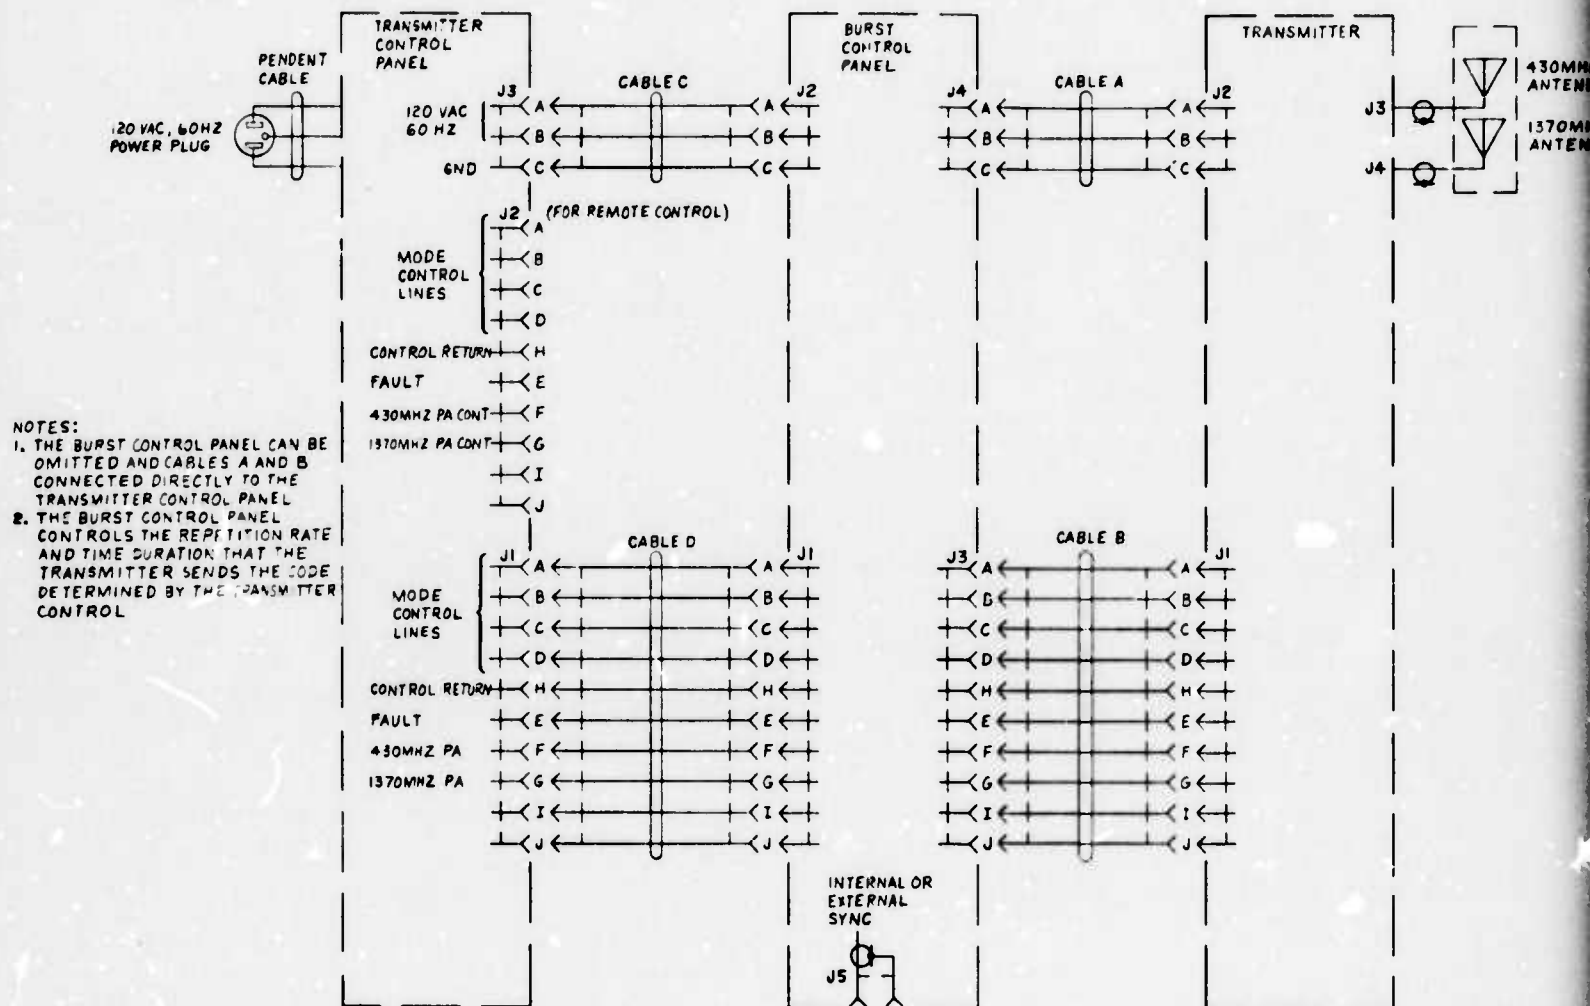 TRANSMITTER
CONTROL
PANEL
BURST
CONTROL
PANEL
TRANSMITTER
PENDENT
CABLE
120 VAC, 60HZ
POWER PLUG
J3
120 VAC
60 HZ
GND
A
B
C
CABLE C
A
B
C
J2
J4
A
B
C
CABLE A
A
B
C
J2
J3
J4
430MH
ANTEN
1370M
ANTEN
J2 (FOR REMOTE CONTROL)
MODE
CONTROL
LINES
A
B
C
D
CONTROL RETURN H
FAULT E
430MHZ PA CONT F
1370MHZ PA CONT G
I
J
NOTES:
1. THE BURST CONTROL PANEL CAN BE
OMITTED AND CABLES A AND B
CONNECTED DIRECTLY TO THE
TRANSMITTER CONTROL PANEL
2. THE BURST CONTROL PANEL
CONTROLS THE REPETITION RATE
AND TIME DURATION THAT THE
TRANSMITTER SENDS THE CODE
DETERMINED BY THE TRANSMITTER
CONTROL
J1
MODE
CONTROL
LINES
CONTROL RETURN
FAULT
430MHZ PA
1370MHZ PA
A
B
C
D
H
E
F
G
I
J
CABLE D
J1
A
B
C
D
H
E
F
G
I
J
J3
A
B
C
D
H
E
F
G
I
J
CABLE B
J1
A
B
C
D
H
E
F
G
I
J
INTERNAL OR
EXTERNAL
SYNC
J5